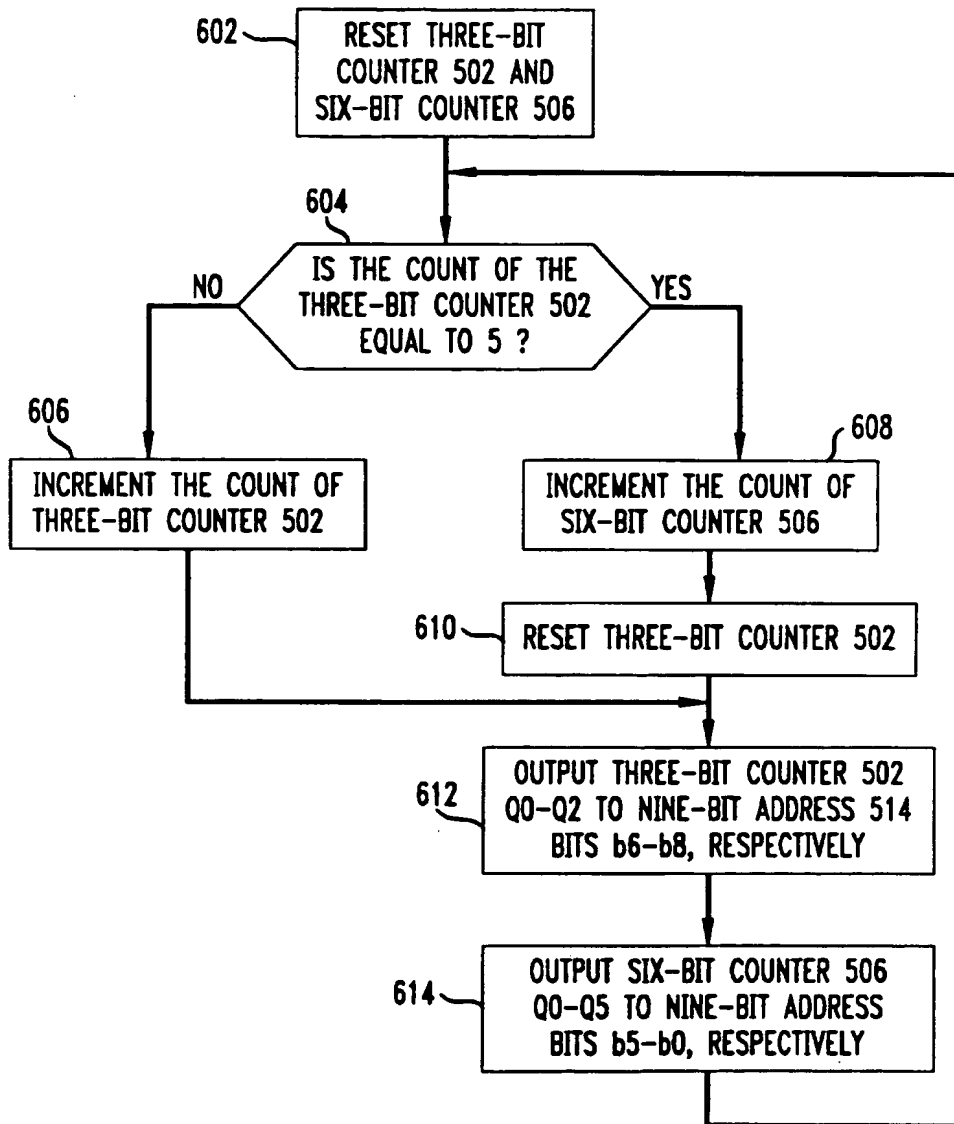 602
RESET THREE-BIT
COUNTER 502 AND
SIX-BIT COUNTER 506
604
IS THE COUNT OF THE
THREE-BIT COUNTER 502
EQUAL TO 5 ?
NO
YES
606
INCREMENT THE COUNT OF
THREE-BIT COUNTER 502
608
INCREMENT THE COUNT OF
SIX-BIT COUNTER 506
610
RESET THREE-BIT COUNTER 502
612
OUTPUT THREE-BIT COUNTER 502
Q0-Q2 TO NINE-BIT ADDRESS 514
BITS b6-b8, RESPECTIVELY
614
OUTPUT SIX-BIT COUNTER 506
Q0-Q5 TO NINE-BIT ADDRESS
BITS b5-b0, RESPECTIVELY